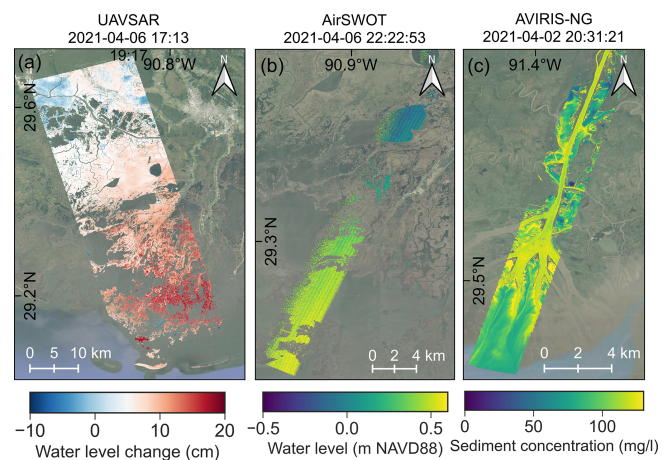 UAVSAR
2021-04-06 17:13
19:17
AirSWOT
2021-04-06 22:22:53
AVIRIS-NG
2021-04-02 20:31:21
(a)
90.8°W
N
29.6°N
29.2°N
0 5 10 km
(b)
90.9°W
N
29.3°N
0 2 4 km
(c)
91.4°W
N
29.5°N
0 2 4 km
−10 0 10 20
Water level change (cm)
−0.5 0.0 0.5
Water level (m NAVD88)
0 50 100
Sediment concentration (mg/l)